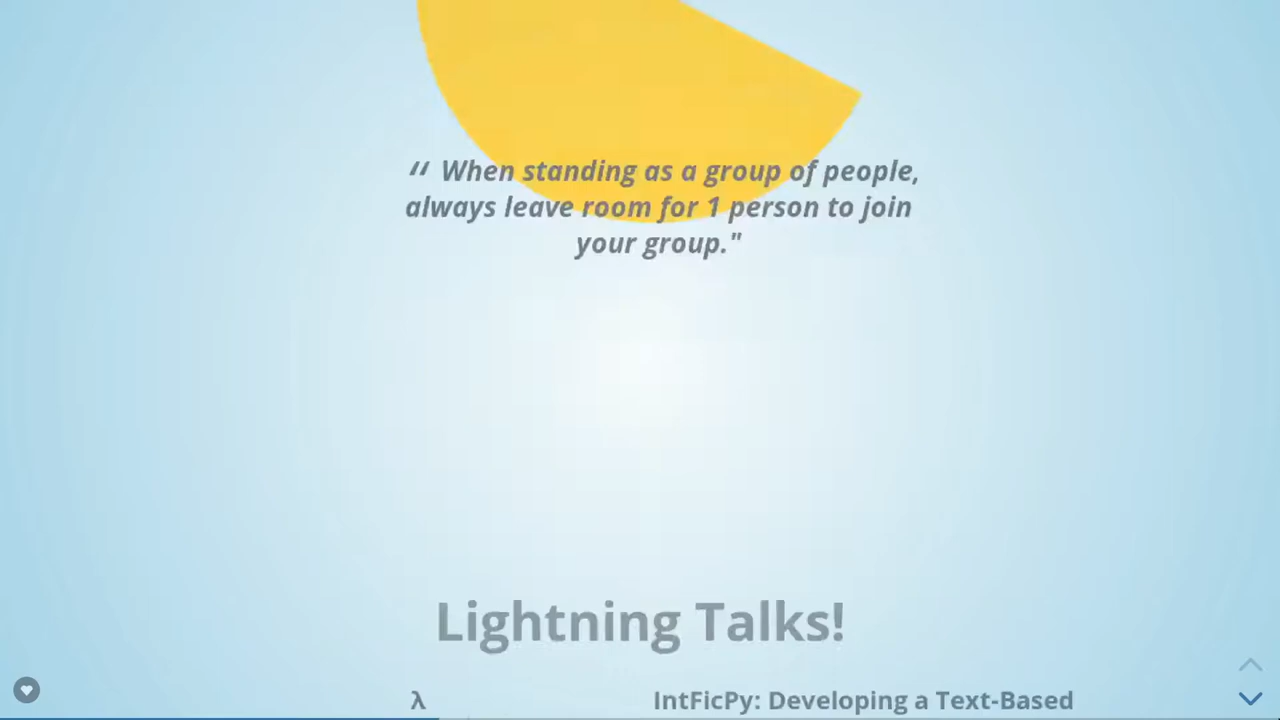 “ When standing as a group of people,
always leave room for 1 person to join
your group."
Lightning Talks!
λ IntFicPy: Developing a Text-Based